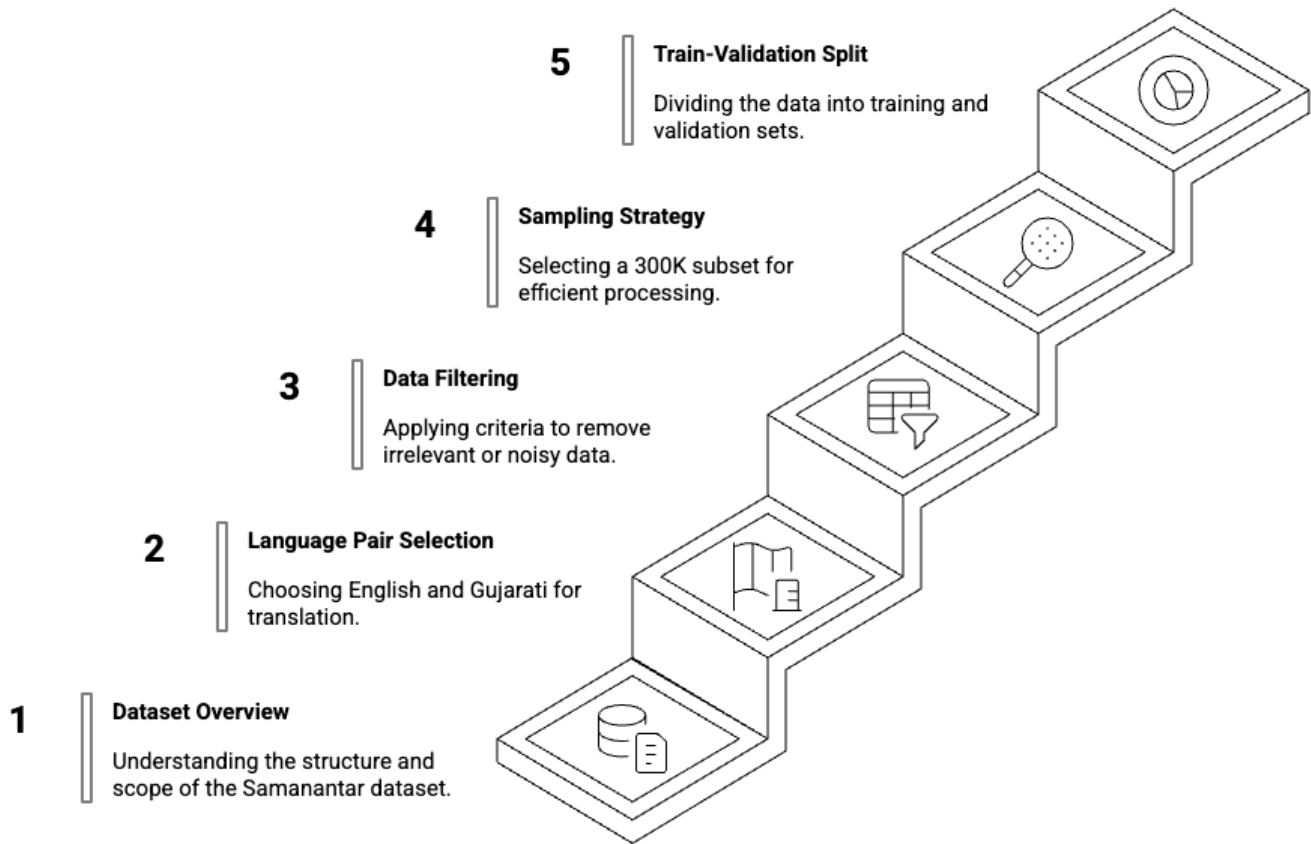 5
Train-Validation Split
Dividing the data into training and
validation sets.
4
Sampling Strategy
Selecting a 300K subset for
efficient processing.
3
Data Filtering
Applying criteria to remove
irrelevant or noisy data.
2
Language Pair Selection
Choosing English and Gujarati for
translation.
1
Dataset Overview
Understanding the structure and
scope of the Samanantar dataset.